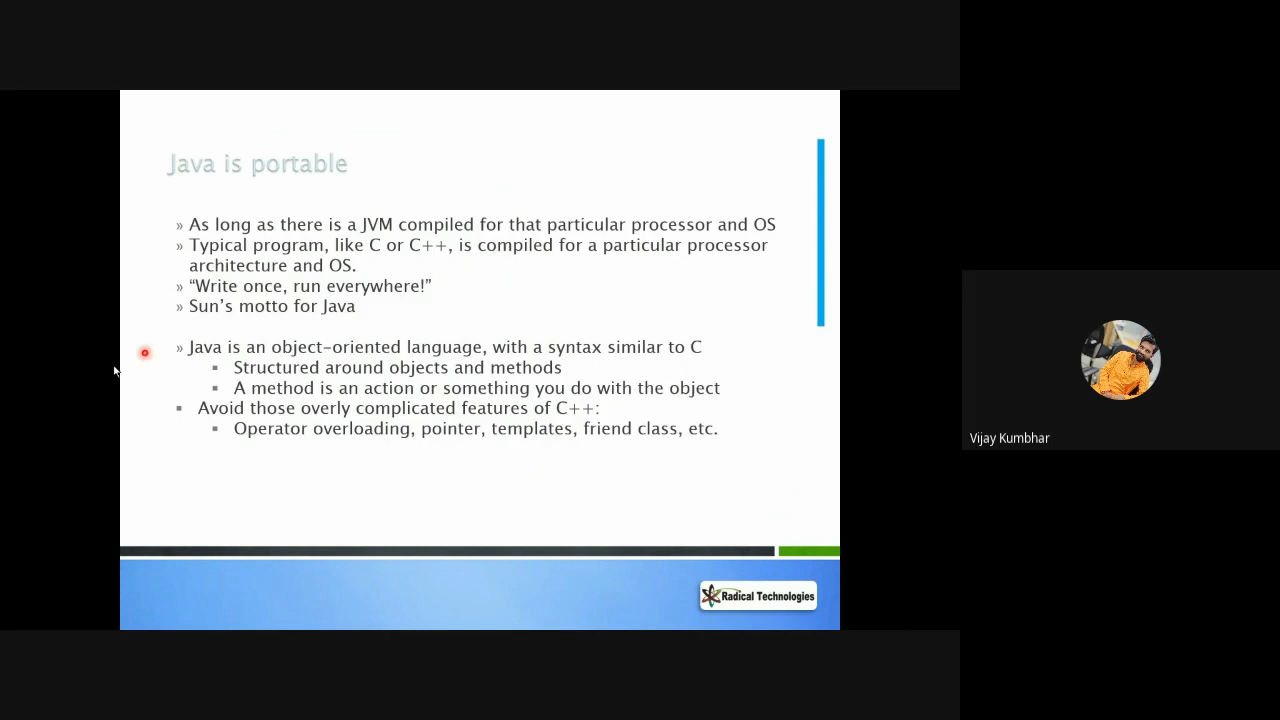 Java is portable
» As long as there is a JVM compiled for that particular processor and OS
» Typical program, like C or C++, is compiled for a particular processor
architecture and OS.
» “Write once, run everywhere!”
» Sun’s motto for Java
» Java is an object-oriented language, with a syntax similar to C
▪ Structured around objects and methods
▪ A method is an action or something you do with the object
▪ Avoid those overly complicated features of C++:
▪ Operator overloading, pointer, templates, friend class, etc.
Radical Technologies
Vijay Kumbhar